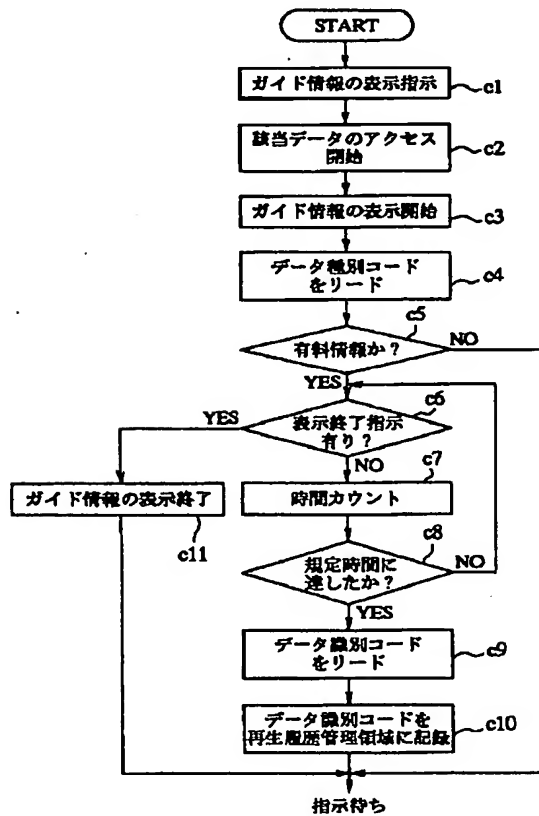 START
ガイド情報の表示指示
c1
該当データのアクセス
開始
c2
ガイド情報の表示開始
c3
データ種別コード
をリード
c4
c5
有料情報か？
NO
YES
c6
YES
表示終了指示
有り？
NO
c7
ガイド情報の表示終了
時間カウント
c11
c8
規定時間に
達したか？
NO
YES
データ識別コード
をリード
c9
データ識別コードを
再生履歴管理領域に記録
c10
指示待ち